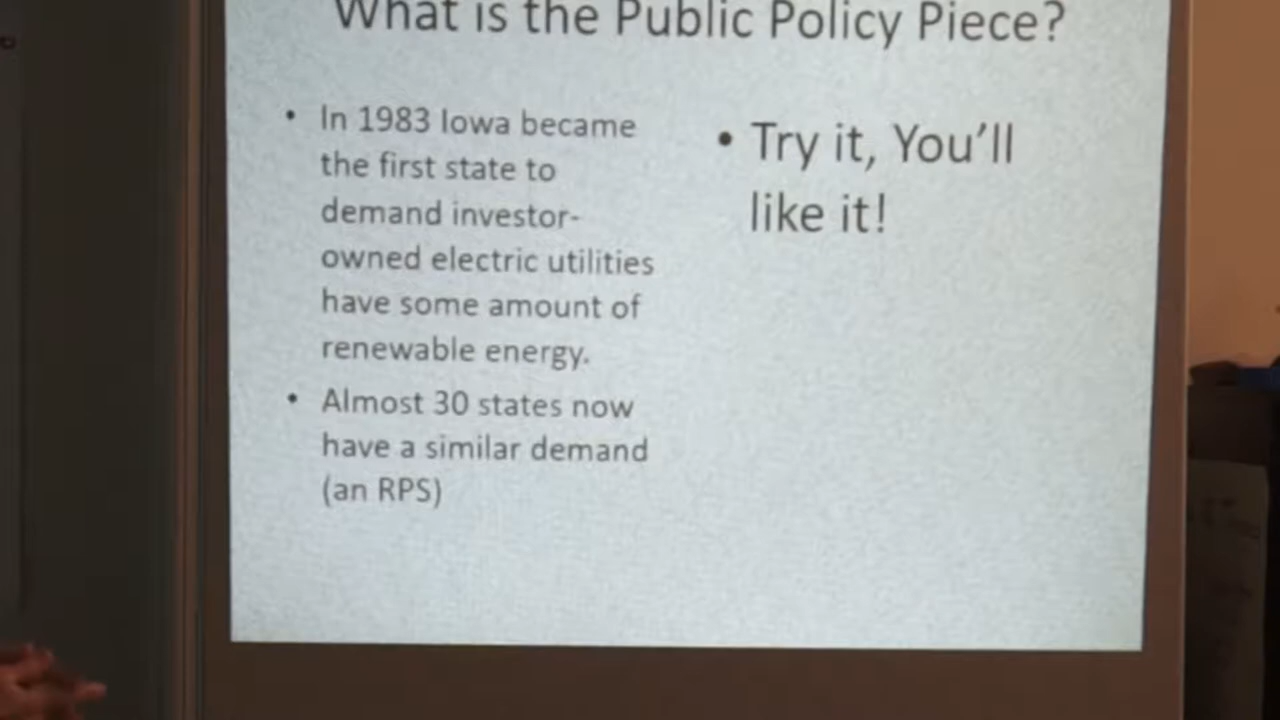 What is the Public Policy Piece?
• In 1983 Iowa became
the first state to
demand investor-
owned electric utilities
have some amount of
renewable energy.
• Almost 30 states now
have a similar demand
(an RPS)
• Try it, You'll
like it!